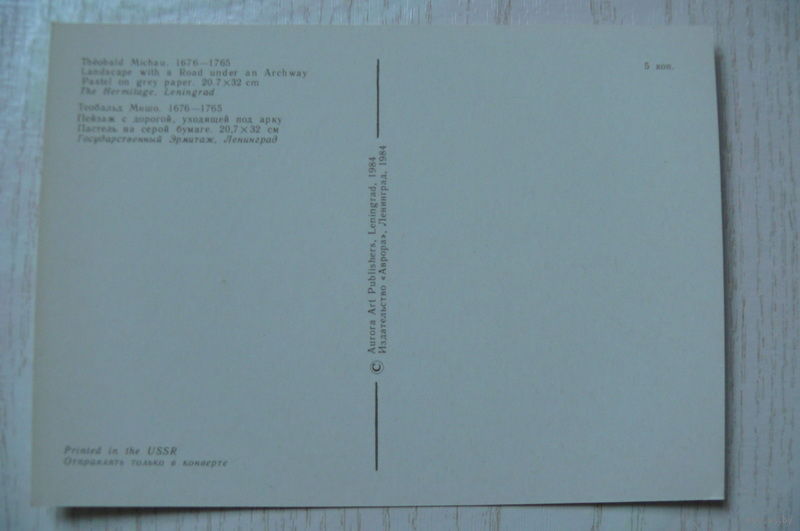 Théobald Michau. 1676—1765
Landscape with a Road under an Archway
Pastel on grey paper. 20.7×32 cm
The Hermitage, Leningrad
Теобальд Мишо. 1676—1765
Пейзаж с дорогой, уходящей под арку
Пастель на серой бумаге. 20,7×32 см
Государственный Эрмитаж, Ленинград
5 коп.
© Aurora Art Publishers, Leningrad, 1984
Издательство «Аврора», Ленинград, 1984
Printed in the USSR
Отправлять только в конверте